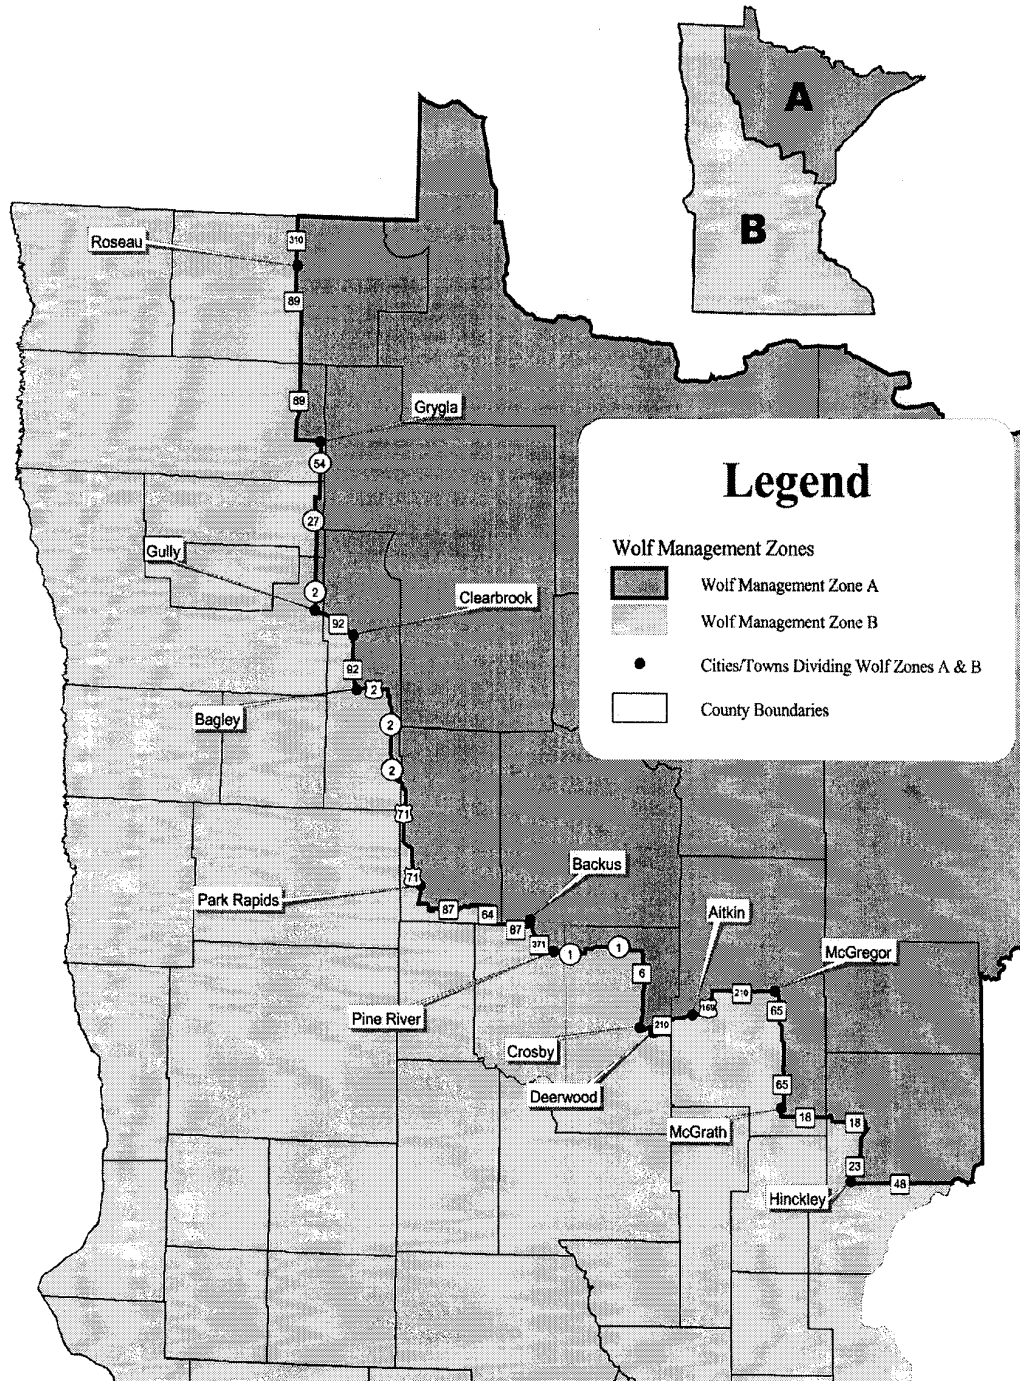 A
B
310
Roseau
89
89
Grygla
54
27
Gully
2
92
Clearbrook
92
2
Bagley
2
2
71
71
Park Rapids
87
64
87
Backus
371
1
1
Pine River
6
Aitkin
169
210
McGregor
65
Crosby
210
Deerwood
65
McGrath
18
18
23
Hinckley
48
Legend
Wolf Management Zones
Wolf Management Zone A
Wolf Management Zone B
Cities/Towns Dividing Wolf Zones A & B
County Boundaries